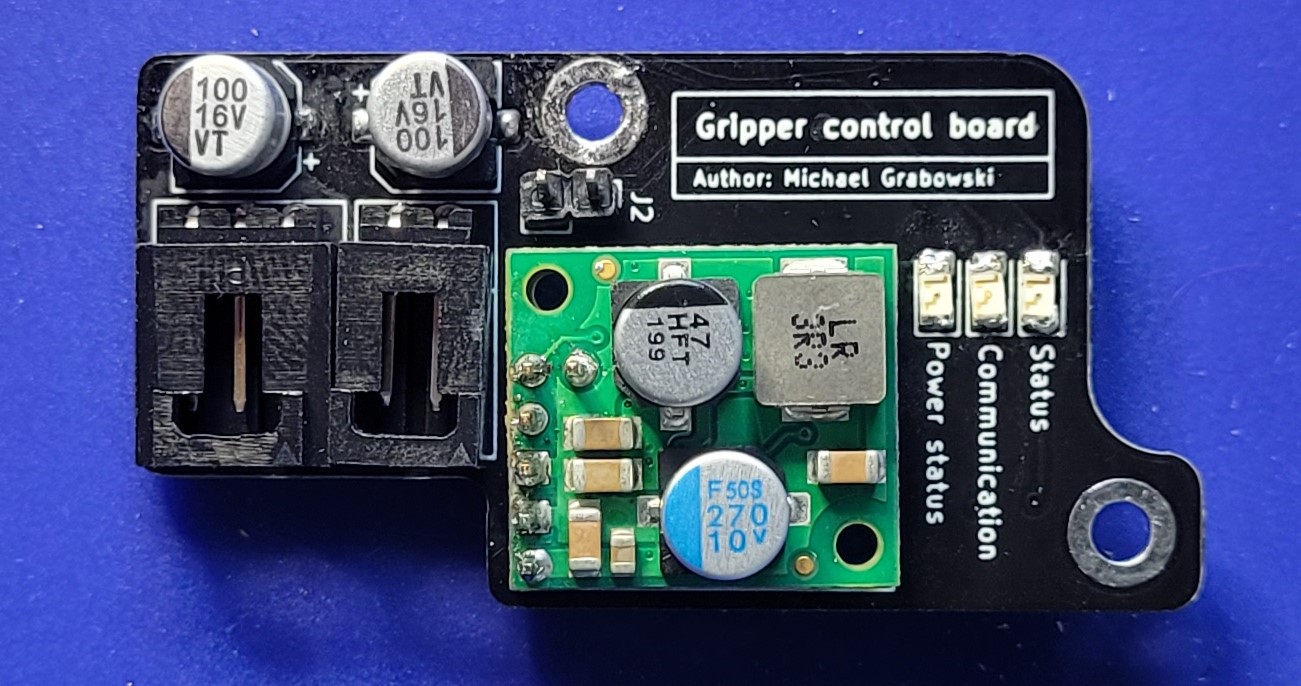 100
16V
VT
+
+
100
16V
VT
Gripper control board
Author: Michael Grabowski
J2
47
HFT
199
LR
3R3
F50S
270
10V
Power status
Communication
Status